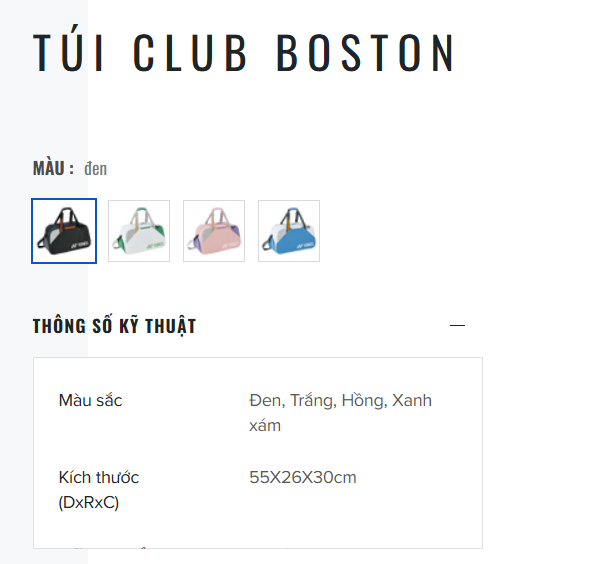 TÚI CLUB BOSTON
MÀU : đen
THÔNG SỐ KỸ THUẬT
Màu sắc
Đen, Trắng, Hồng, Xanh
xám
Kích thước
(DxRxC)
55X26X30cm